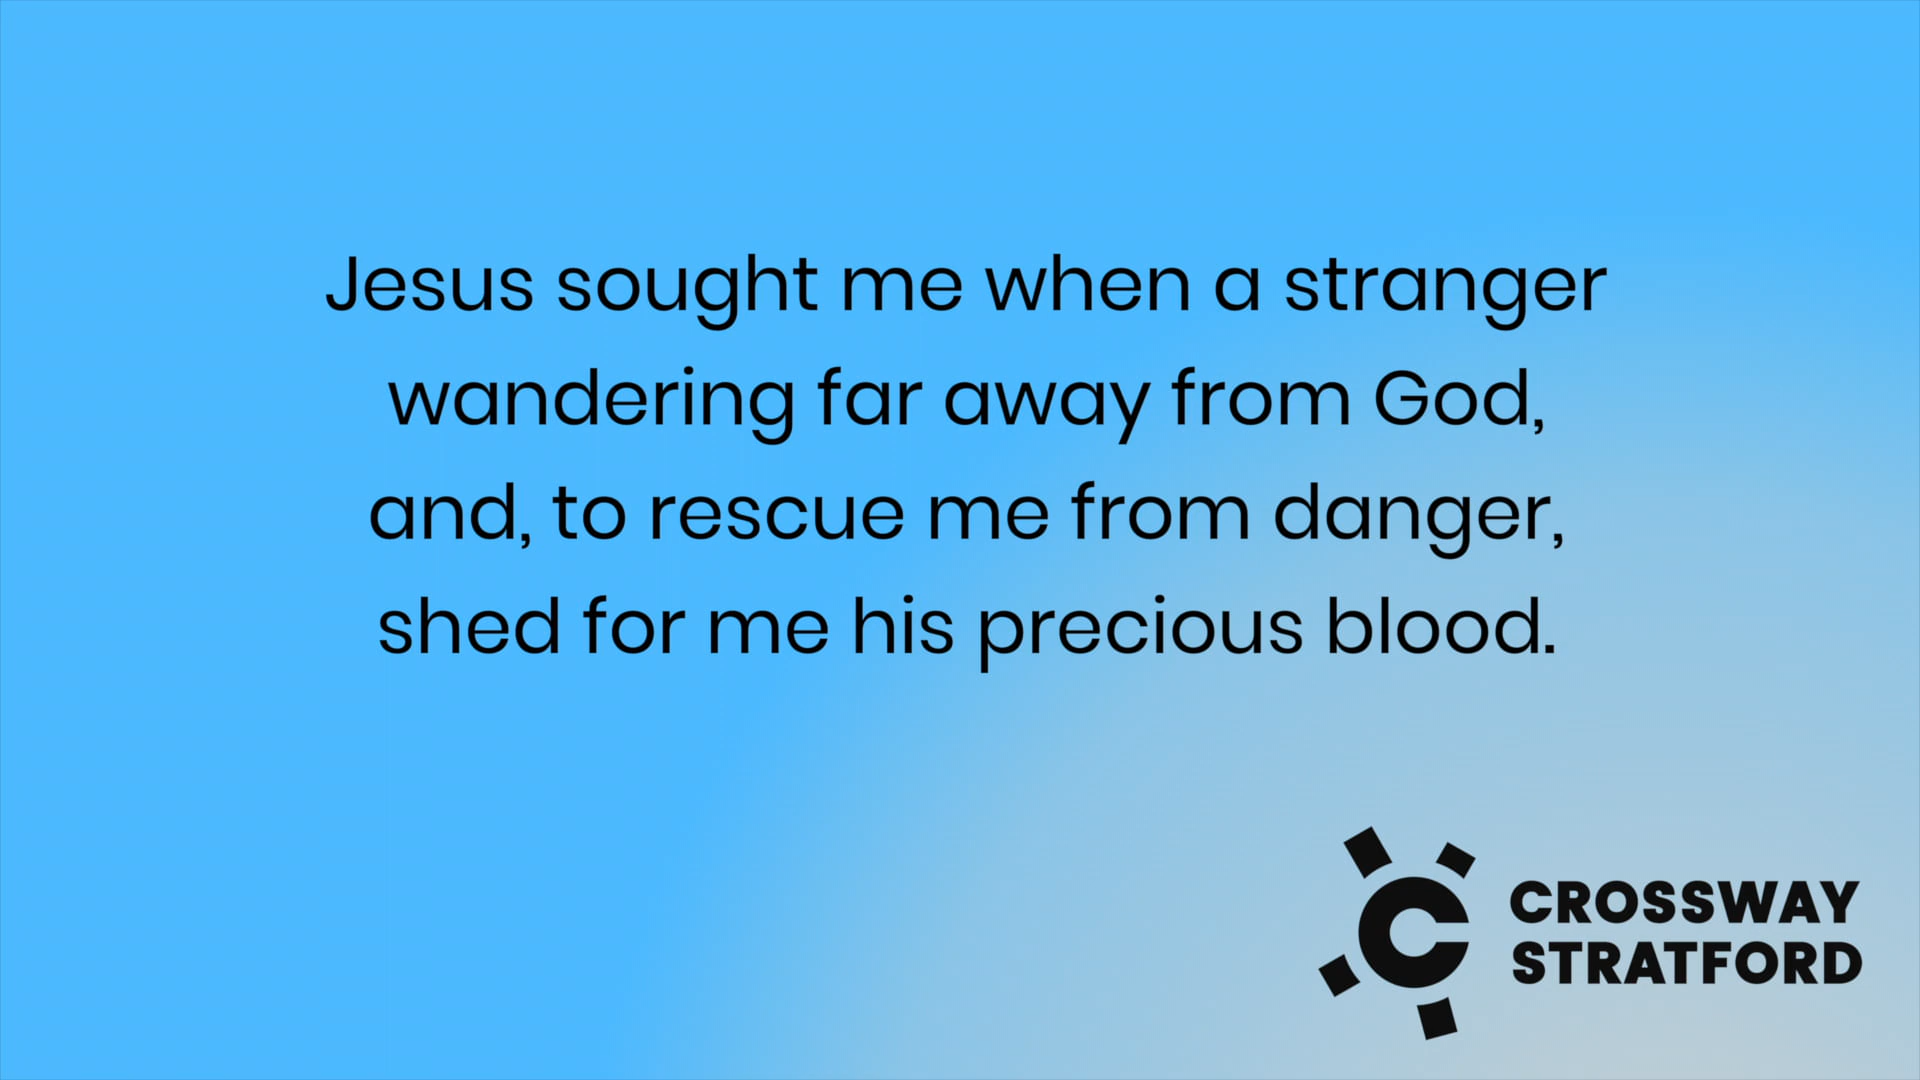 Jesus sought me when a stranger
wandering far away from God,
and, to rescue me from danger,
shed for me his precious blood.
CROSSWAY
STRATFORD